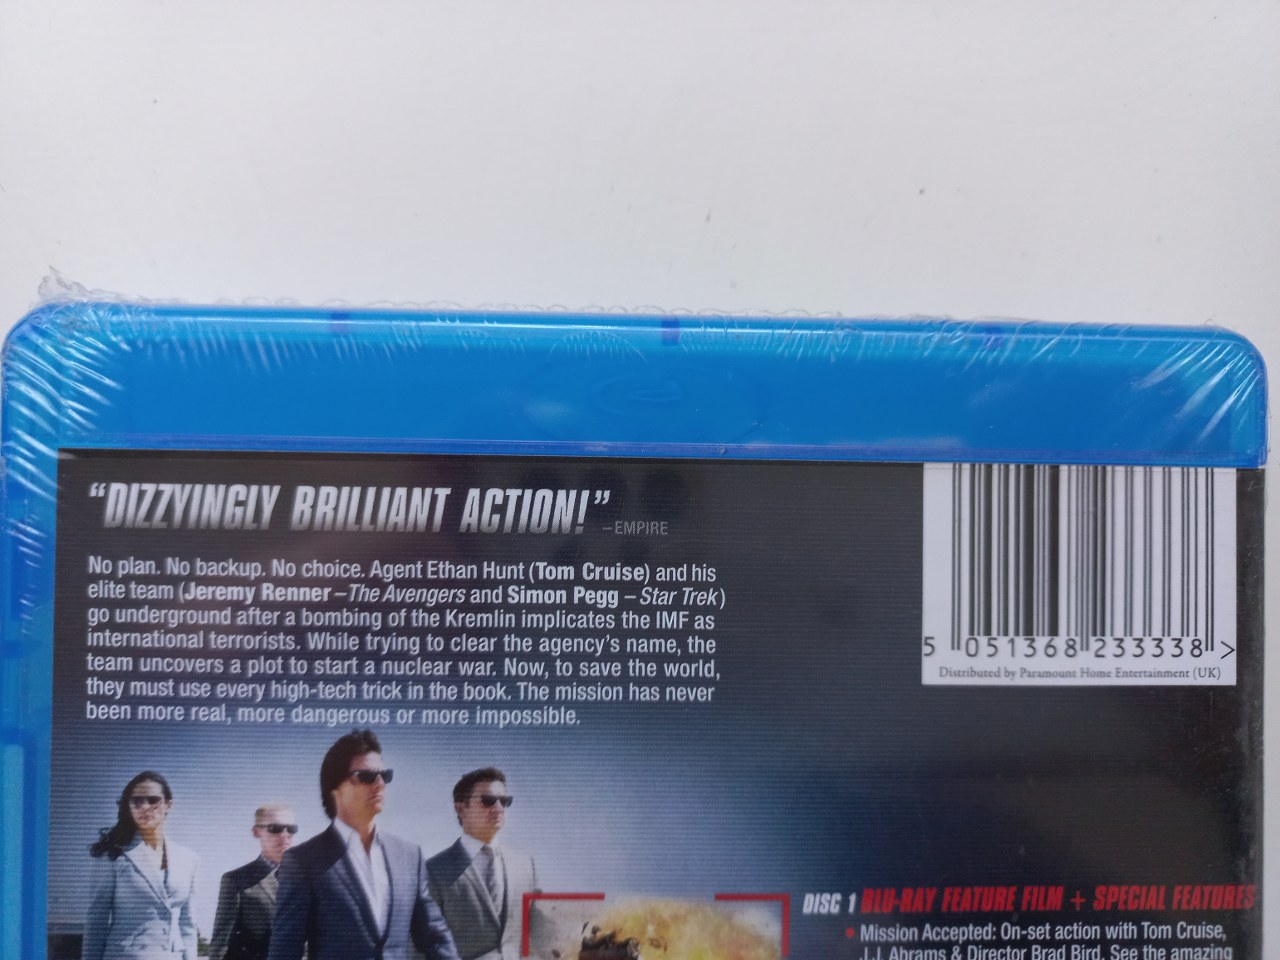 “DIZZYINGLY BRILLIANT ACTION!” –EMPIRE
No plan. No backup. No choice. Agent Ethan Hunt (Tom Cruise) and his
elite team (Jeremy Renner – The Avengers and Simon Pegg – Star Trek)
go underground after a bombing of the Kremlin implicates the IMF as
international terrorists. While trying to clear the agency’s name, the
team uncovers a plot to start a nuclear war. Now, to save the world,
they must use every high-tech trick in the book. The mission has never
been more real, more dangerous or more impossible.
5 051368 233338 >
Distributed by Paramount Home Entertainment (UK)
DISC 1 BLU-RAY FEATURE FILM + SPECIAL FEATURES
• Mission Accepted: On-set action with Tom Cruise,
J.J. Abrams & Director Brad Bird. See the amazing